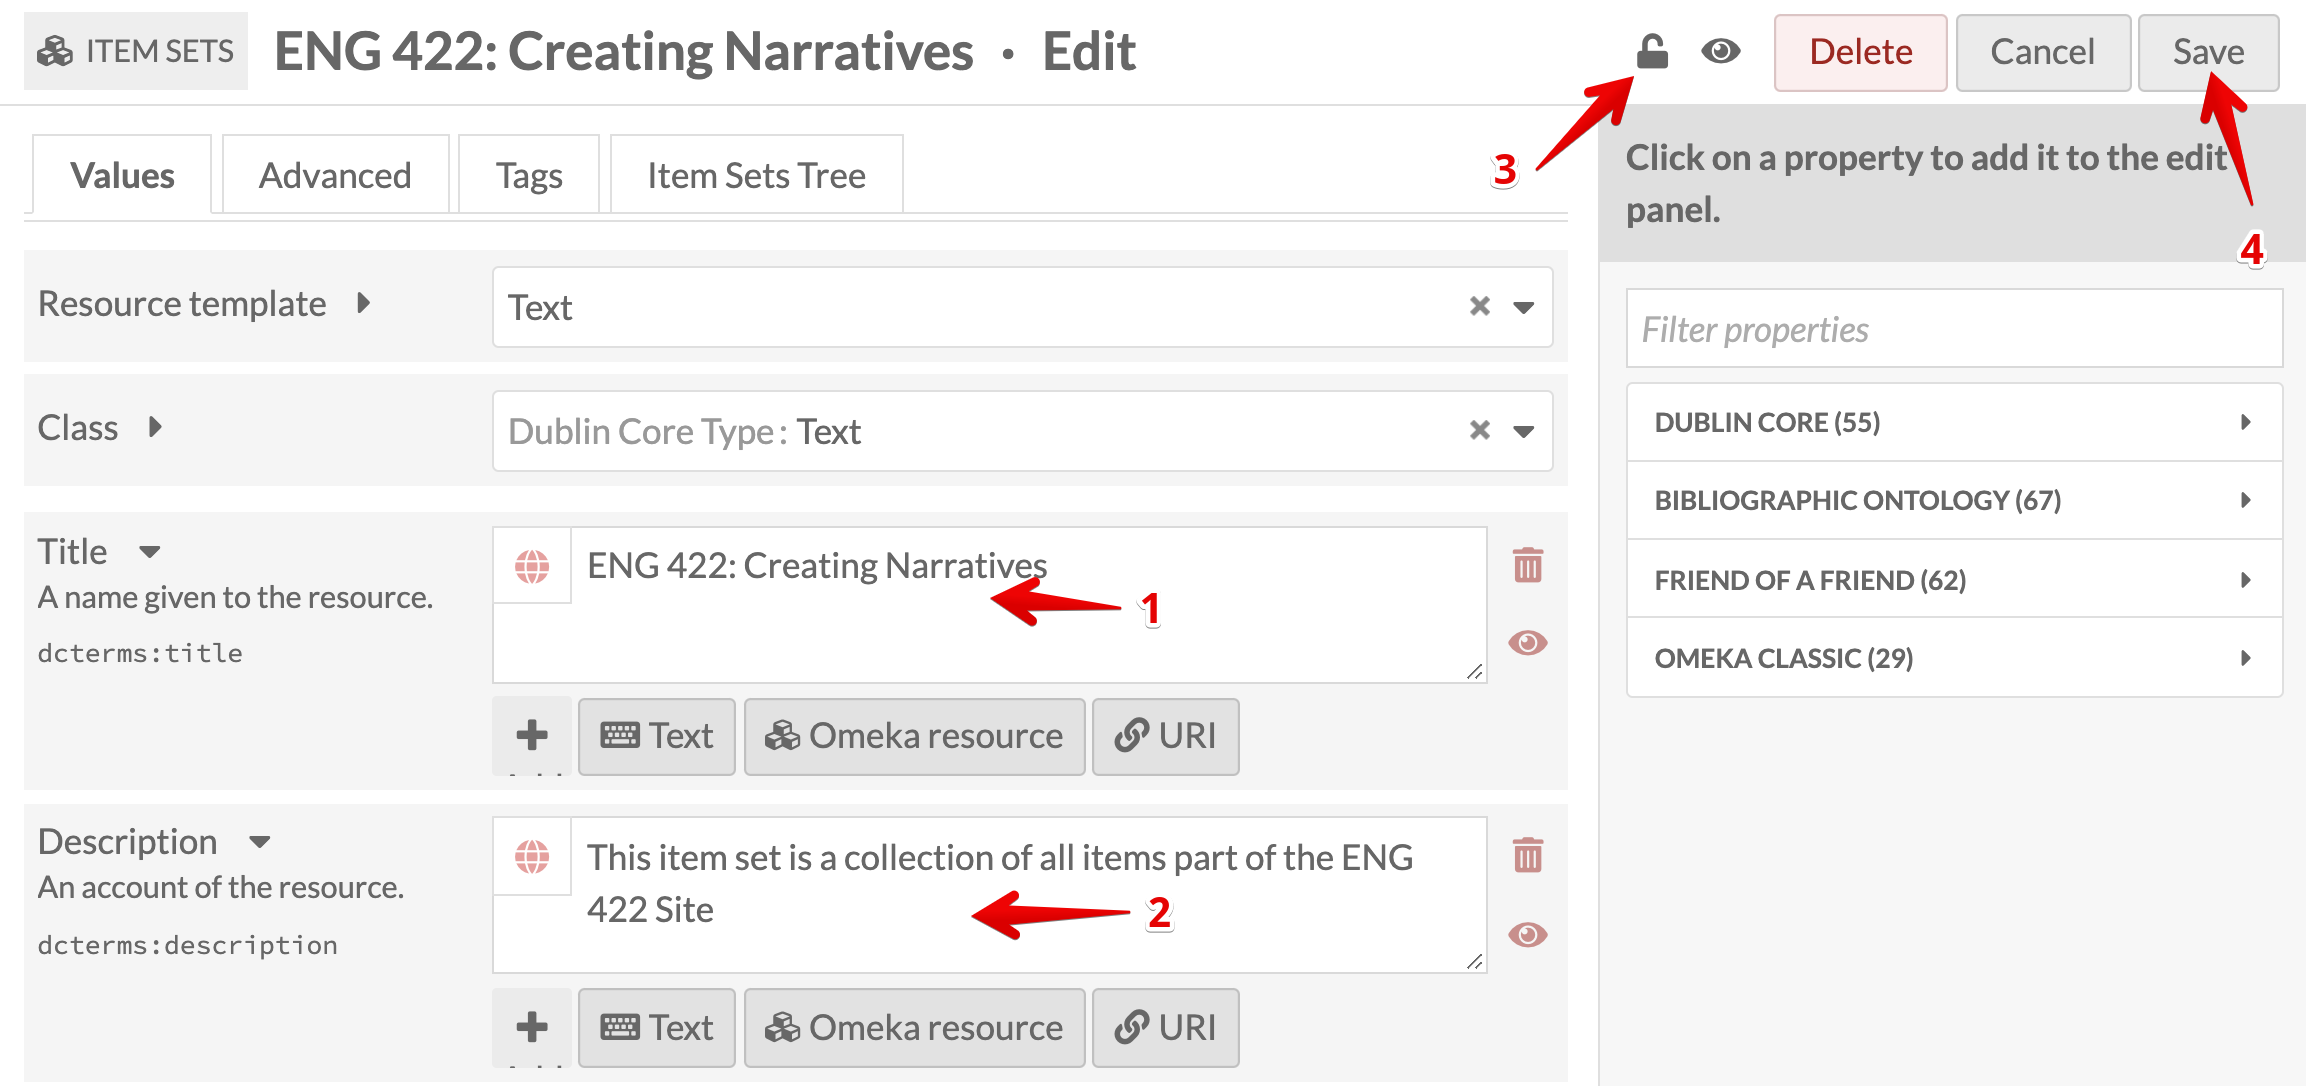 ITEM SETS
ENG 422: Creating Narratives · Edit
Delete
Cancel
Save
Values
Advanced
Tags
Item Sets Tree
3
Click on a property to add it to the edit
panel.
4
Resource template
Text
Filter properties
Class
Dublin Core Type: Text
DUBLIN CORE (55)
BIBLIOGRAPHIC ONTOLOGY (67)
FRIEND OF A FRIEND (62)
OMEKA CLASSIC (29)
Title
A name given to the resource.
dcterms:title
ENG 422: Creating Narratives
1
Text
Omeka resource
URI
Description
An account of the resource.
dcterms:description
This item set is a collection of all items part of the ENG
422 Site
2
Text
Omeka resource
URI